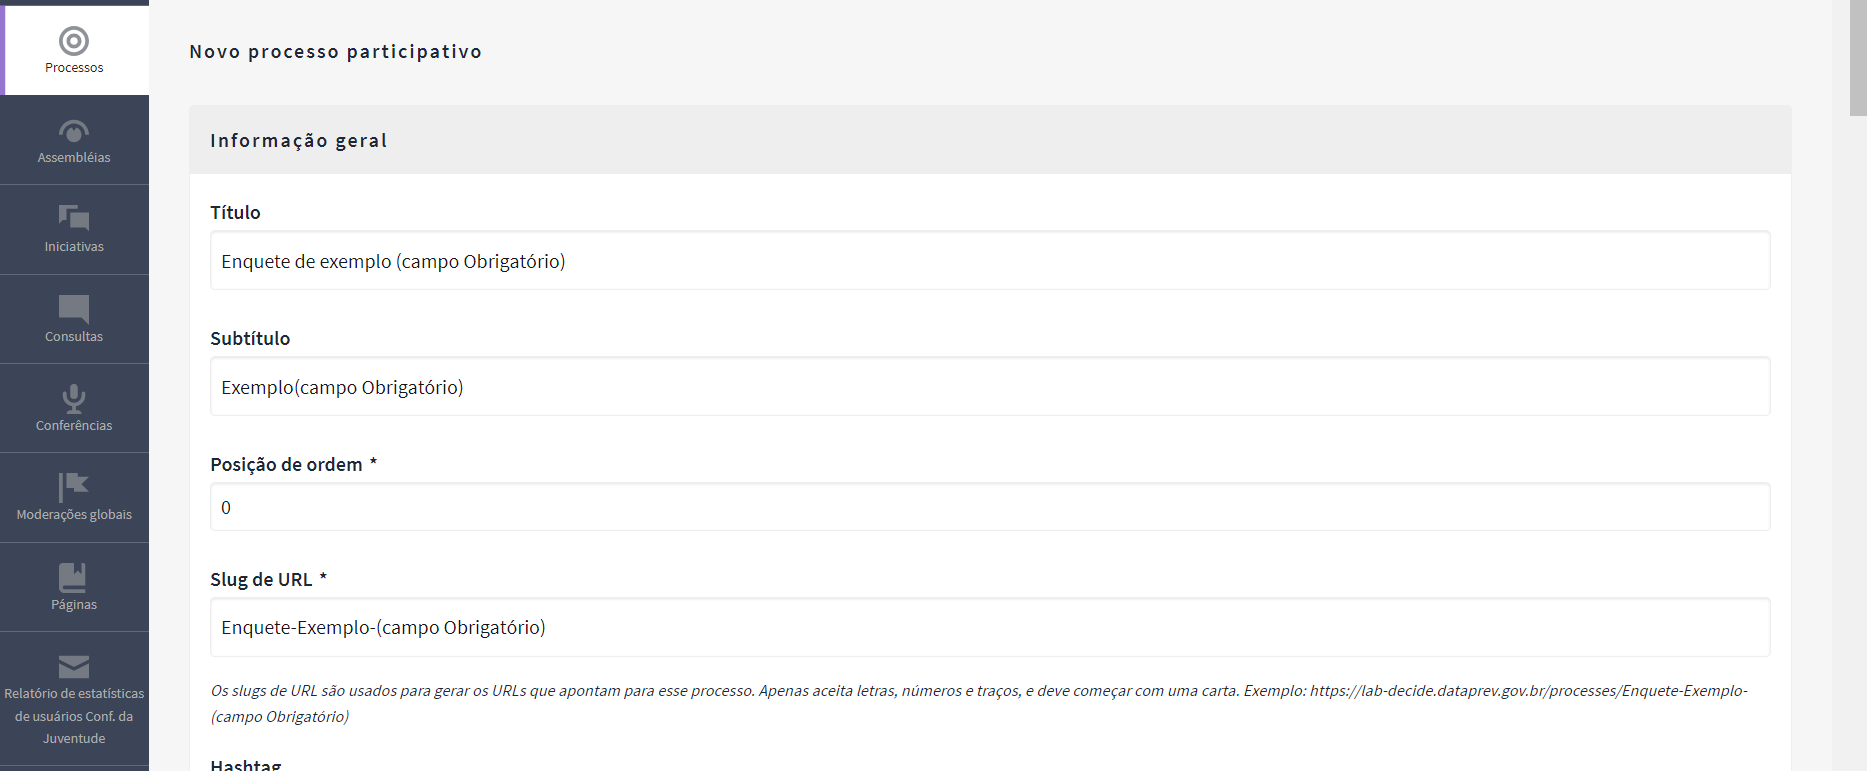 Processos
Assembléias
Iniciativas
Consultas
Conferências
Moderações globais
Páginas
Relatório de estatísticas
de usuários Conf. da
Juventude
Novo processo participativo
Informação geral
Título
Enquete de exemplo (campo Obrigatório)
Subtítulo
Exemplo(campo Obrigatório)
Posição de ordem *
0
Slug de URL *
Enquete-Exemplo-(campo Obrigatório)
Os slugs de URL são usados para gerar os URLs que apontam para esse processo. Apenas aceita letras, números e traços, e deve começar com uma carta. Exemplo: https://lab-decide.dataprev.gov.br/processes/Enquete-Exemplo-
(campo Obrigatório)
Hashtag